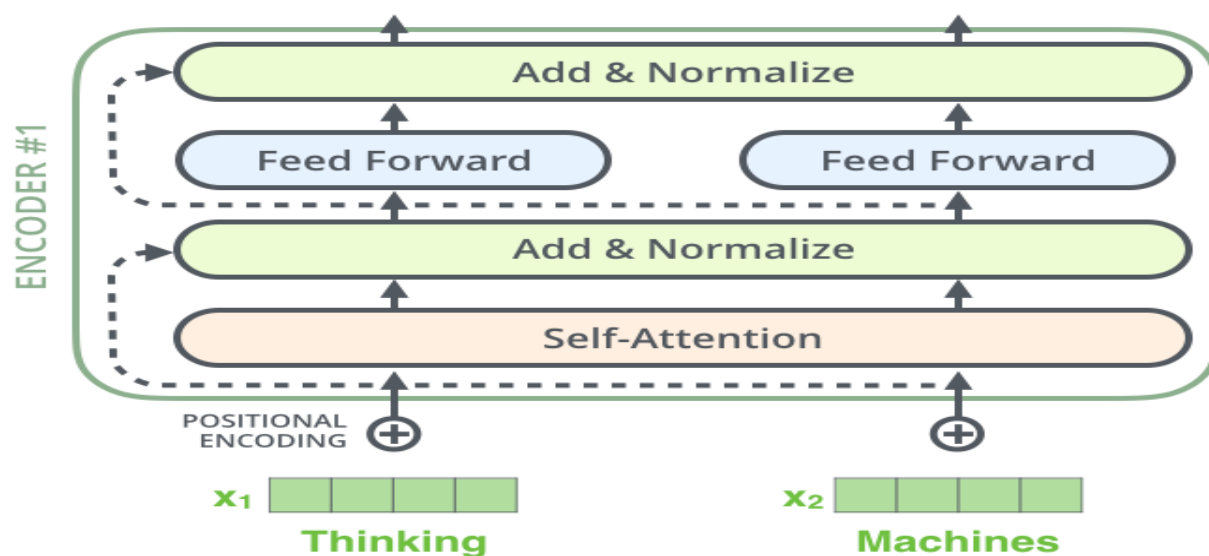 ENCODER #1
Add & Normalize
Feed Forward
Feed Forward
Add & Normalize
Self-Attention
POSITIONAL
ENCODING
x₁
x₂
Thinking
Machines